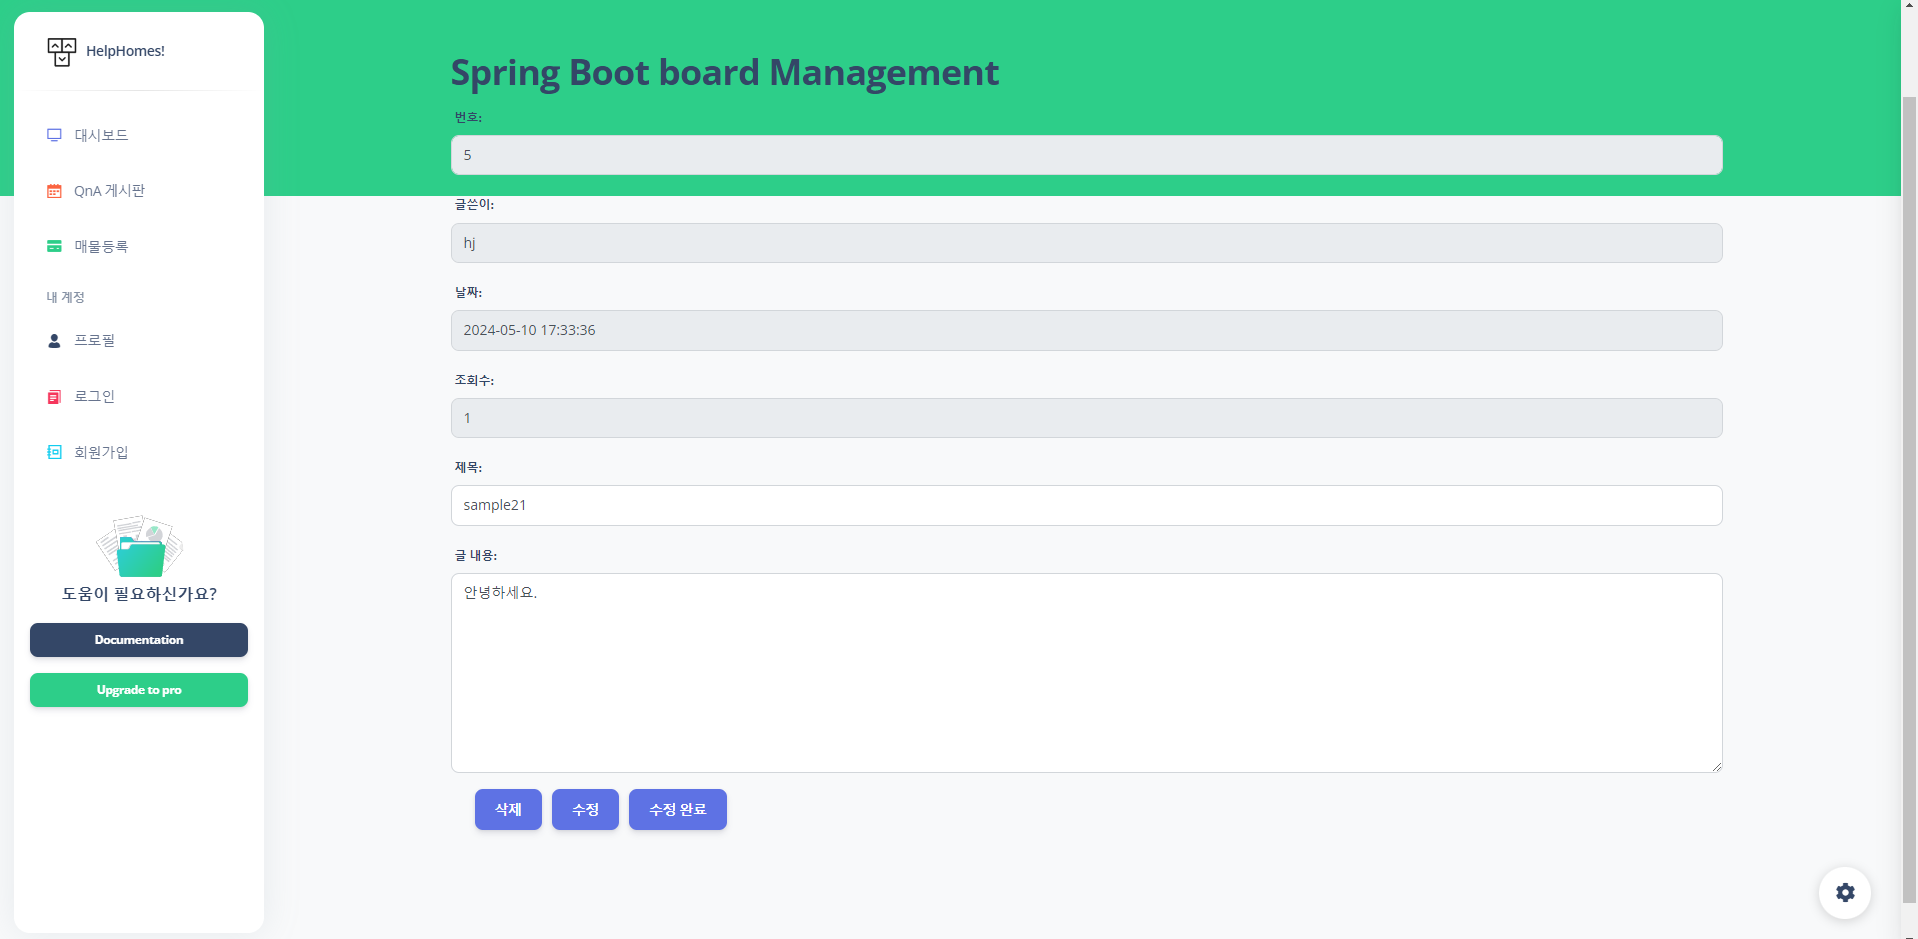 HelpHomes!
대시보드
QnA 게시판
매물등록
내 계정
프로필
로그인
회원가입
도움이 필요하신가요?
Documentation
Upgrade to pro
Spring Boot board Management
번호:
5
글쓴이:
hj
날짜:
2024-05-10 17:33:36
조회수:
1
제목:
sample21
글 내용:
안녕하세요.
삭제
수정
수정 완료